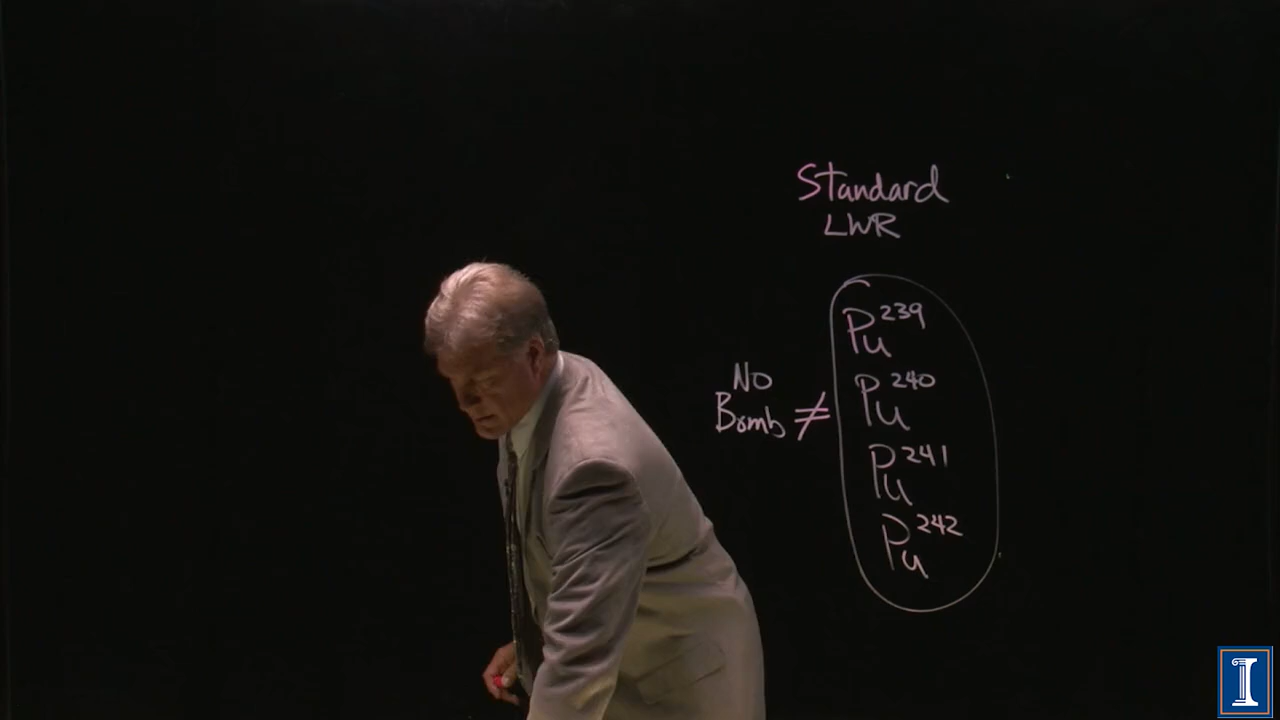 Standard
LWR
Pu239
No
Pu240
Bomb ≠
Pu241
Pu242
I